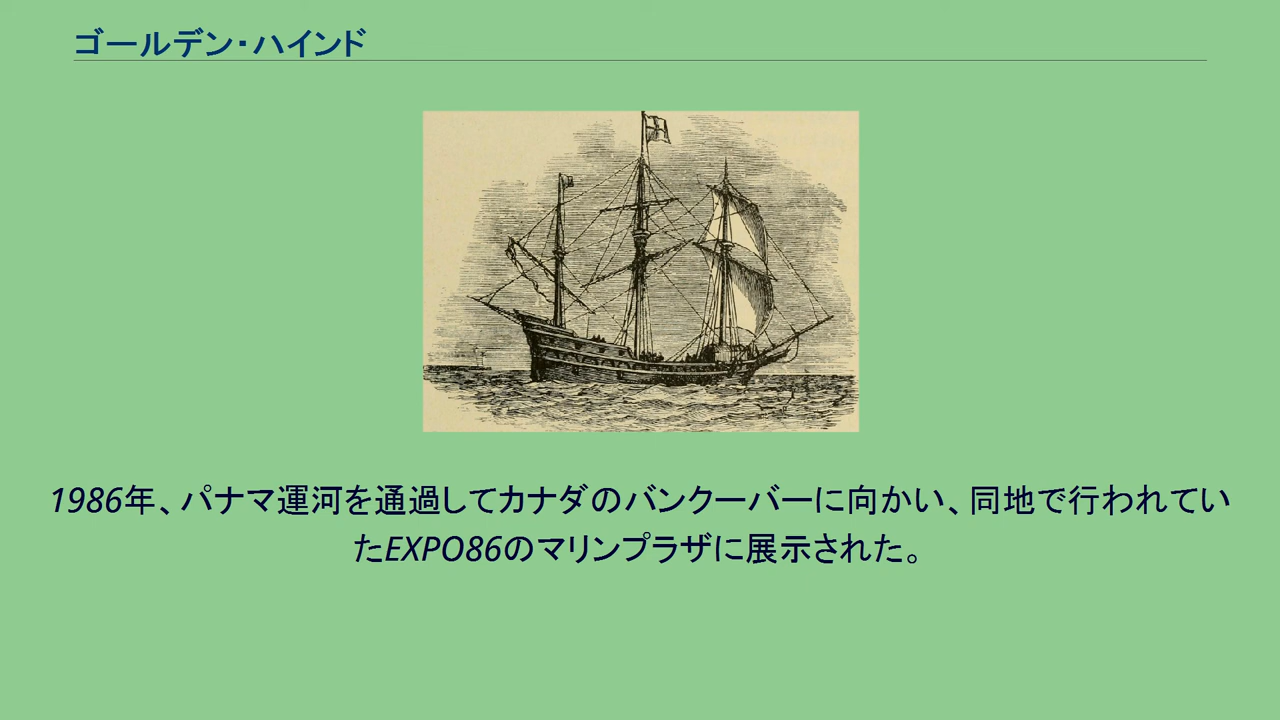 ゴールデン・ハインド
1986年、パナマ運河を通過してカナダのバンクーバーに向かい、同地で行われてい
たEXPO86のマリンプラザに展示された。